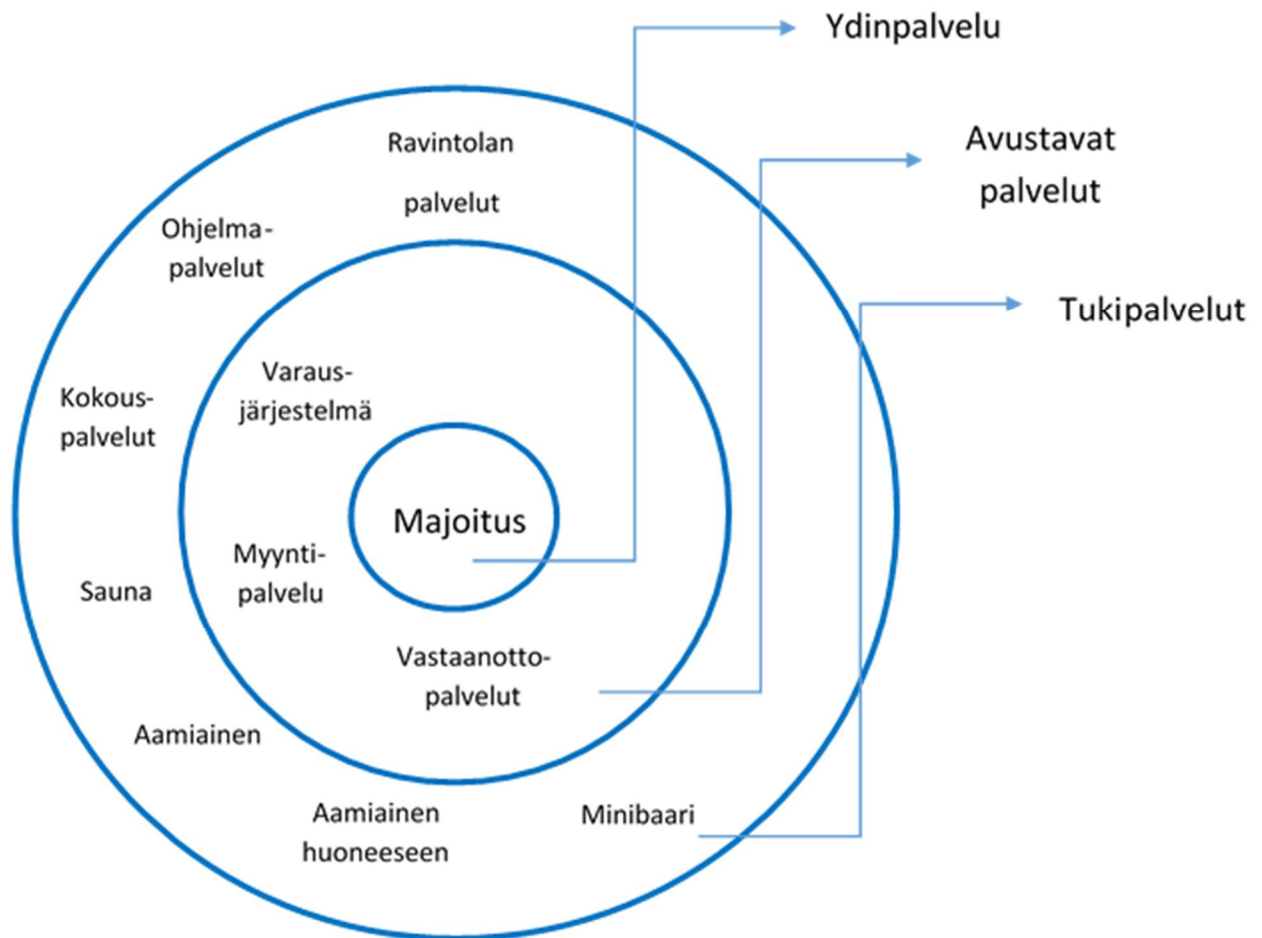 Ydinpalvelu
Avustavat
palvelut
Tukipalvelut
Ravintolan
palvelut
Ohjelma-
palvelut
Kokous-
palvelut
Sauna
Aamiainen
Aamiainen
huoneeseen
Minibaari
Varaus-
järjestelmä
Myynti-
palvelu
Vastaanotto-
palvelut
Majoitus